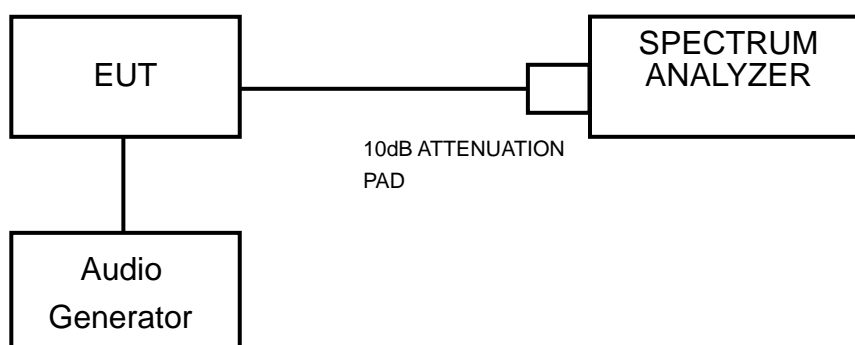 EUT
SPECTRUM
ANALYZER
10dB ATTENUATION
PAD
Audio
Generator